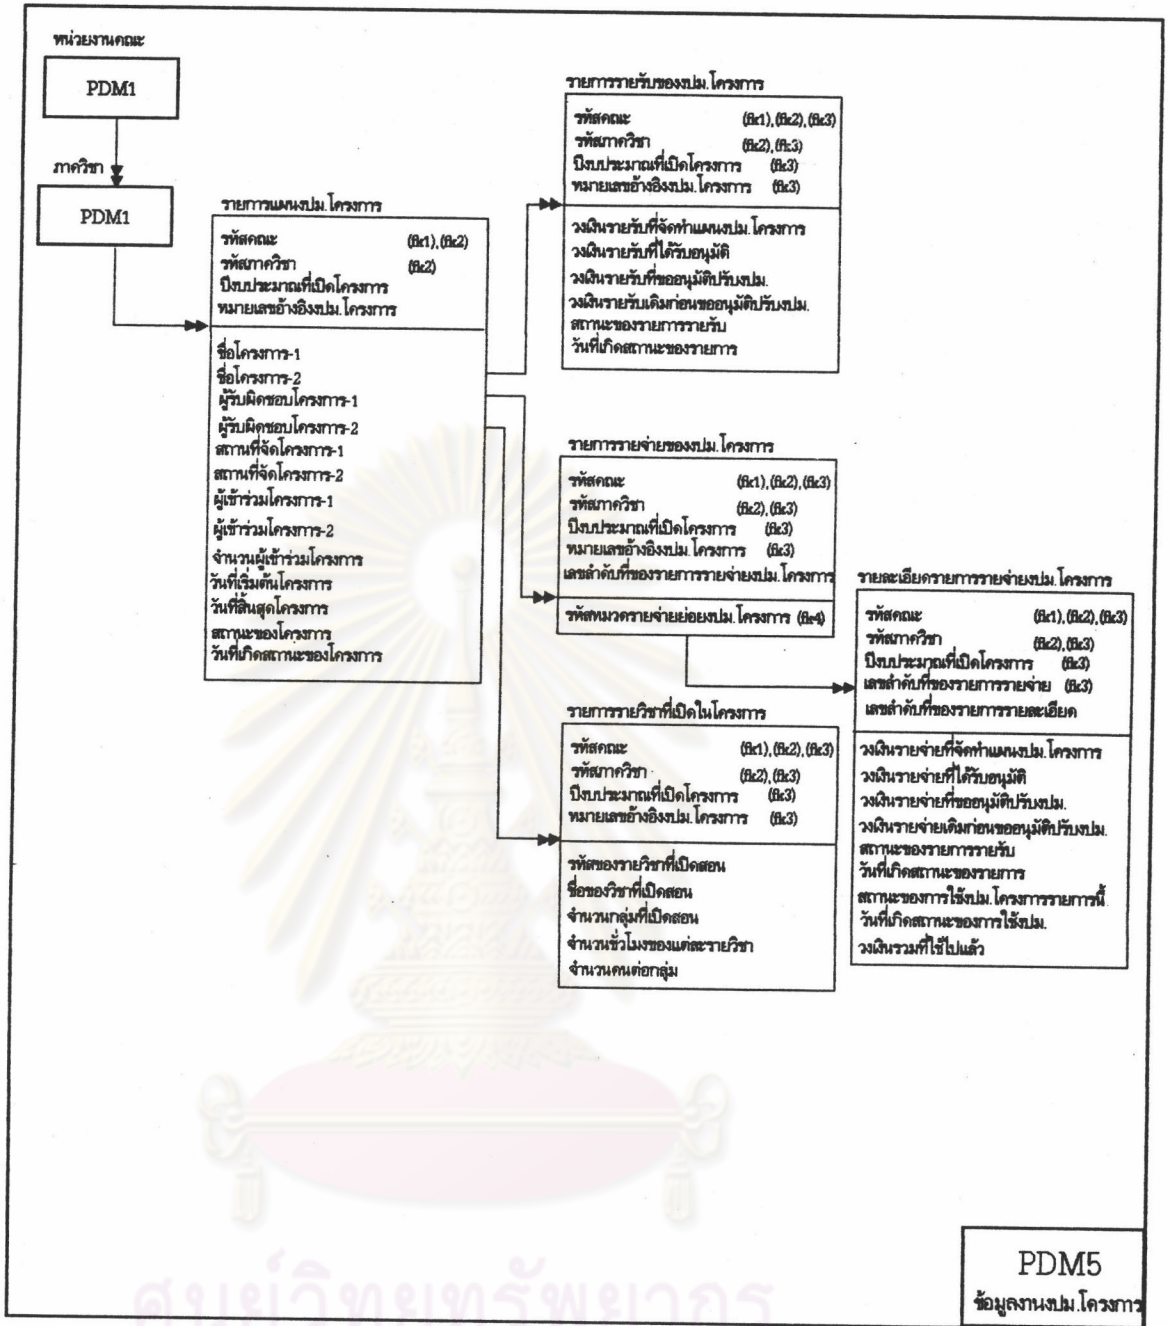 หน่วยงานคณะ
PDM1
ภาควิชา
PDM1
รายการแผนงปม.โครงการ
รหัสคณะ (fk1),(fk2)
รหัสภาควิชา (fk2)
ปีงบประมาณที่เปิดโครงการ
หมายเลขอ้างอิงงปม.โครงการ
ชื่อโครงการ-1
ชื่อโครงการ-2
ผู้รับผิดชอบโครงการ-1
ผู้รับผิดชอบโครงการ-2
สถานที่จัดโครงการ-1
สถานที่จัดโครงการ-2
ผู้เข้าร่วมโครงการ-1
ผู้เข้าร่วมโครงการ-2
จำนวนผู้เข้าร่วมโครงการ
วันที่เริ่มต้นโครงการ
วันที่สิ้นสุดโครงการ
สถานะของโครงการ
วันที่เกิดสถานะของโครงการ
รายการรายรับของงปม.โครงการ
รหัสคณะ (fk1),(fk2),(fk3)
รหัสภาควิชา (fk2),(fk3)
ปีงบประมาณที่เปิดโครงการ (fk3)
หมายเลขอ้างอิงงปม.โครงการ (fk3)
วงเงินรายรับที่จัดทำแผนงปม.โครงการ
วงเงินรายรับที่ได้รับอนุมัติ
วงเงินรายรับที่ขออนุมัติปรับงปม.
วงเงินรายรับเดิมก่อนขออนุมัติปรับงปม.
สถานะของรายการรายรับ
วันที่เกิดสถานะของรายการ
รายการรายจ่ายของงปม.โครงการ
รหัสคณะ (fk1),(fk2),(fk3)
รหัสภาควิชา (fk2),(fk3)
ปีงบประมาณที่เปิดโครงการ (fk3)
หมายเลขอ้างอิงงปม.โครงการ (fk3)
เลขลำดับที่ของรายการรายจ่ายงปม.โครงการ
รหัสหมวดรายจ่ายย่อยงปม.โครงการ (fk4)
รายการรายวิชาที่เปิดในโครงการ
รหัสคณะ (fk1),(fk2),(fk3)
รหัสภาควิชา (fk2),(fk3)
ปีงบประมาณที่เปิดโครงการ (fk3)
หมายเลขอ้างอิงงปม.โครงการ (fk3)
รหัสของรายวิชาที่เปิดสอน
ชื่อของวิชาที่เปิดสอน
จำนวนกลุ่มที่เปิดสอน
จำนวนชั่วโมงของแต่ละรายวิชา
จำนวนคนต่อกลุ่ม
รายละเอียดรายการรายจ่ายงปม.โครงการ
รหัสคณะ (fk1),(fk2),(fk3)
รหัสภาควิชา (fk2),(fk3)
ปีงบประมาณที่เปิดโครงการ (fk3)
เลขลำดับที่ของรายการรายจ่าย (fk3)
เลขลำดับที่ของรายการรายละเอียด
วงเงินรายจ่ายที่จัดทำแผนงปม.โครงการ
วงเงินรายจ่ายที่ได้รับอนุมัติ
วงเงินรายจ่ายที่ขออนุมัติปรับงปม.
วงเงินรายจ่ายเดิมก่อนขออนุมัติปรับงปม.
สถานะของรายการรายรับ
วันที่เกิดสถานะของรายการ
สถานะของการใช้งปม.โครงการรายการนี้
วันที่เกิดสถานะของการใช้งปม.
วงเงินรวมที่ใช้ไปแล้ว
PDM5
ข้อมูลงานงปม.โครงการ
ศูนย์วิทยทรัพยากร